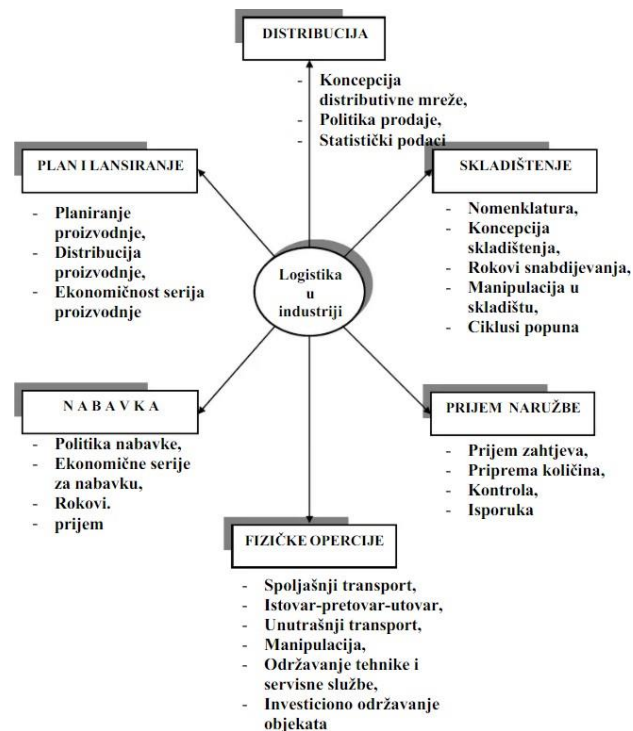 DISTRIBUCIJA
- Koncepcija
distributivne mreže,
- Politika prodaje,
- Statistički podaci
PLAN I LANSIRANJE
- Planiranje
proizvodnje,
- Distribucija
proizvodnje,
- Ekonomičnost serija
proizvodnje
SKLADIŠTENJE
- Nomenklatura,
- Koncepcija
skladištenja,
- Rokovi snabdijevanja,
- Manipulacija u
skladištu,
- Ciklusi popuna
Logistika
u
industriji
N A B A V K A
- Politika nabavke,
- Ekonomične serije
za nabavku,
- Rokovi.
- prijem
PRIJEM NARUŽBE
- Prijem zahtjeva,
- Priprema količina,
- Kontrola,
- Isporuka
FIZIČKE OPERCIJE
- Spoljašnji transport,
- Istovar-pretovar-utovar,
- Unutrašnji transport,
- Manipulacija,
- Održavanje tehnike i
servisne službe,
- Investiciono održavanje
objekata